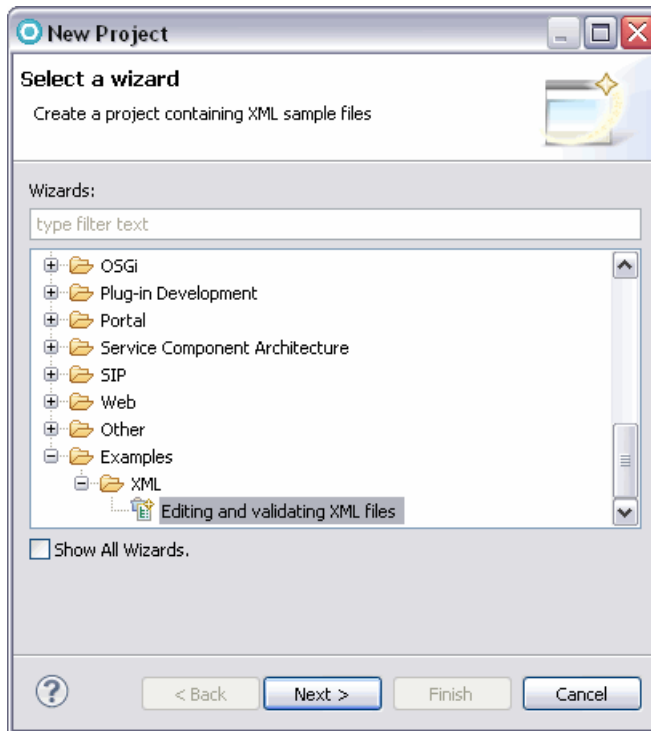 New Project
Select a wizard
Create a project containing XML sample files
Wizards:
type filter text
OSGi
Plug-in Development
Portal
Service Component Architecture
SIP
Web
Other
Examples
XML
Editing and validating XML files
Show All Wizards.
? < Back Next > Finish Cancel